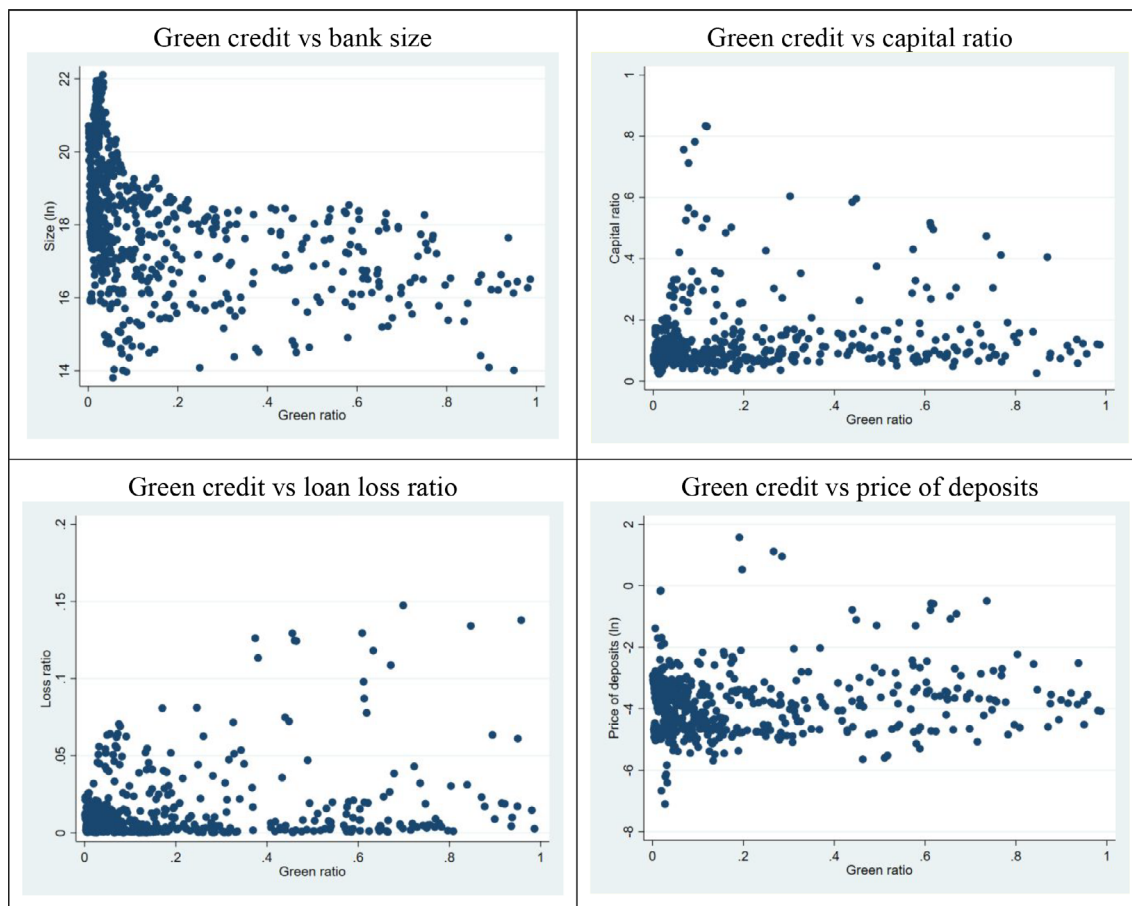 Green credit vs bank size
Size (ln)
22
20
18
16
14
0 .2 .4 .6 .8 1
Green ratio
Green credit vs capital ratio
Capital ratio
1
.8
.6
.4
.2
0
0 .2 .4 .6 .8 1
Green ratio
Green credit vs loan loss ratio
Loss ratio
.2
.15
.1
.05
0
0 .2 .4 .6 .8 1
Green ratio
Green credit vs price of deposits
Price of deposits (ln)
2
0
-2
-4
-6
-8
0 .2 .4 .6 .8 1
Green ratio